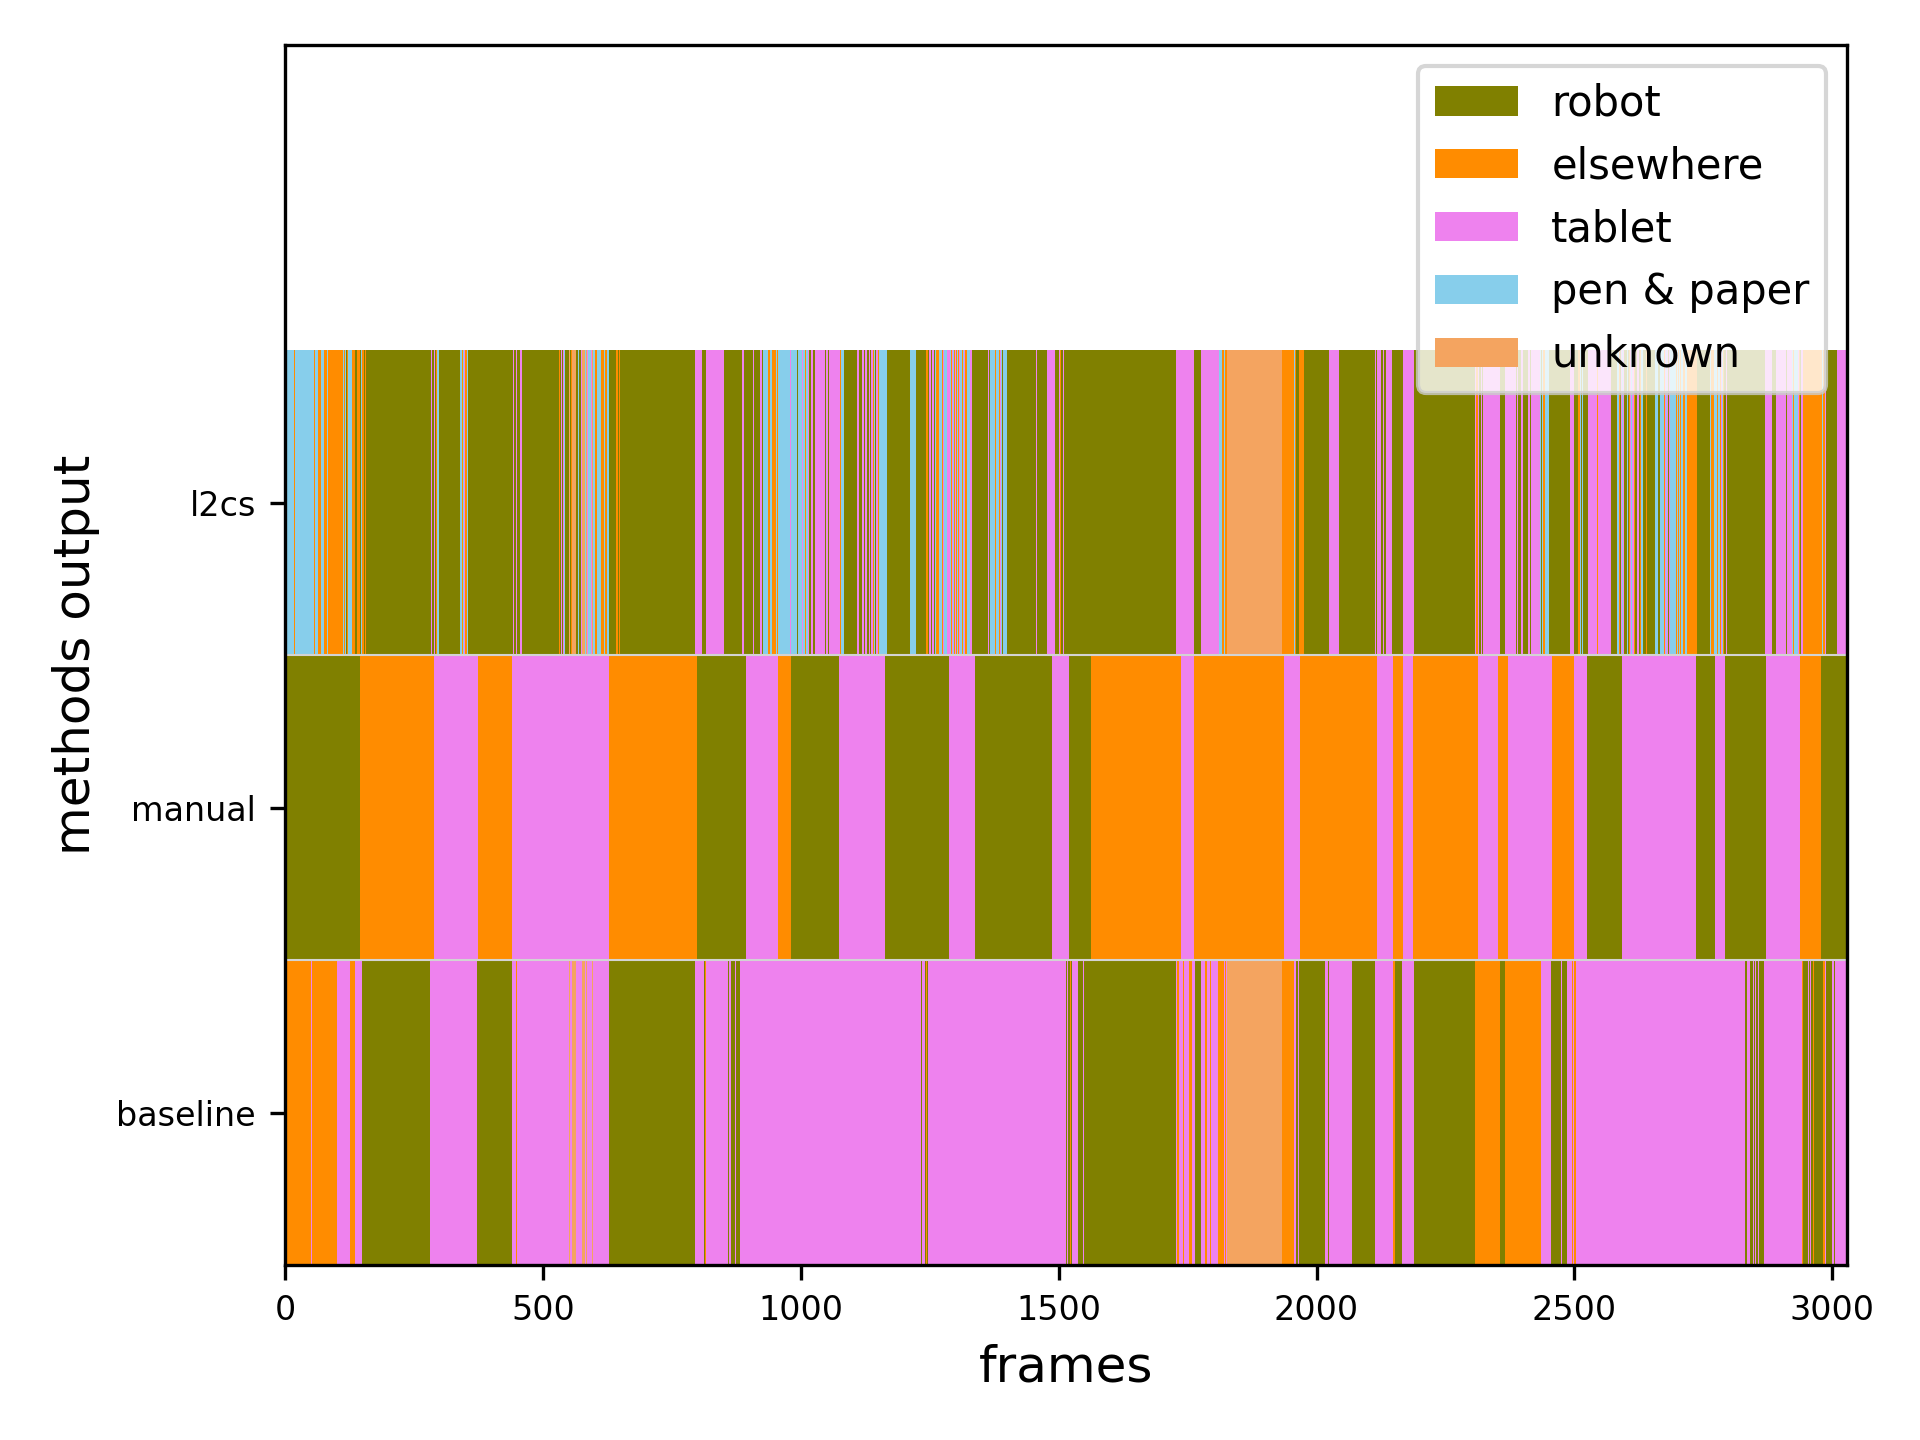 robot
elsewhere
tablet
pen & paper
unknown
methods output
l2cs
manual
baseline
0 500 1000 1500 2000 2500 3000
frames